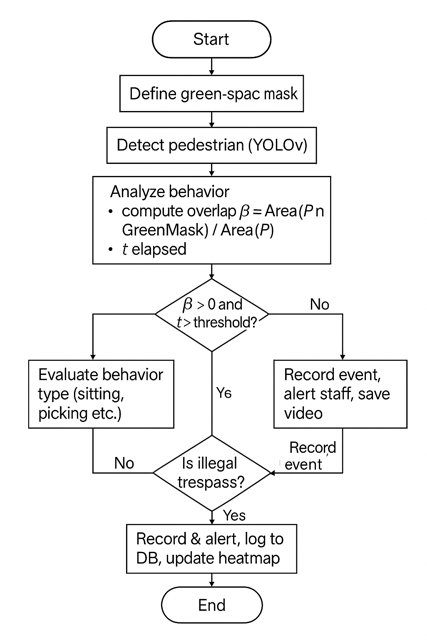 Start
Define green-spac mask
Detect pedestrian (YOLOv)
Analyze behavior
• compute overlap β = Area(P n
GreenMask) / Area(P)
• t elapsed
β > 0 and
t > threshold?
No
Evaluate behavior
type (sitting,
picking etc.)
Y6
Record event,
alert staff, save
video
No
Is illegal
trespass?
Record
event
Yes
Record & alert, log to
DB, update heatmap
End